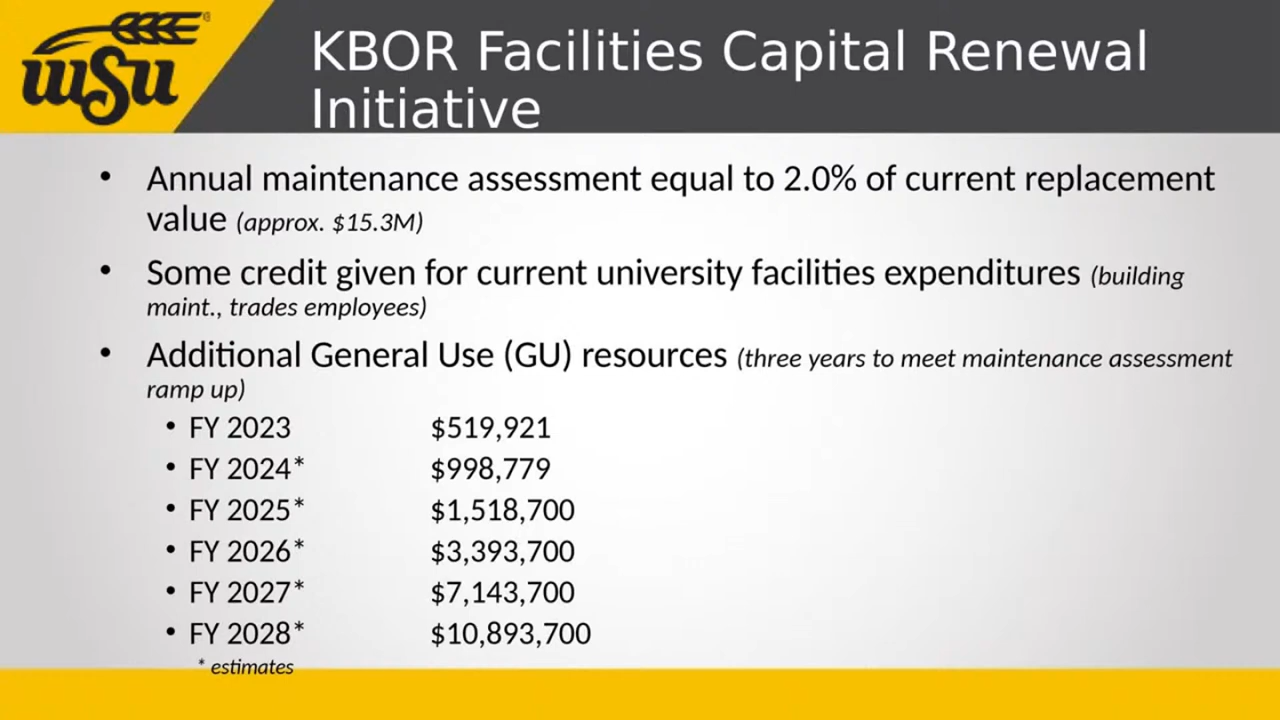 wsu
KBOR Facilities Capital Renewal
Initiative
• Annual maintenance assessment equal to 2.0% of current replacement
value (approx. $15.3M)
• Some credit given for current university facilities expenditures (building
maint., trades employees)
• Additional General Use (GU) resources (three years to meet maintenance assessment
ramp up)
• FY 2023 $519,921
• FY 2024* $998,779
• FY 2025* $1,518,700
• FY 2026* $3,393,700
• FY 2027* $7,143,700
• FY 2028* $10,893,700
* estimates